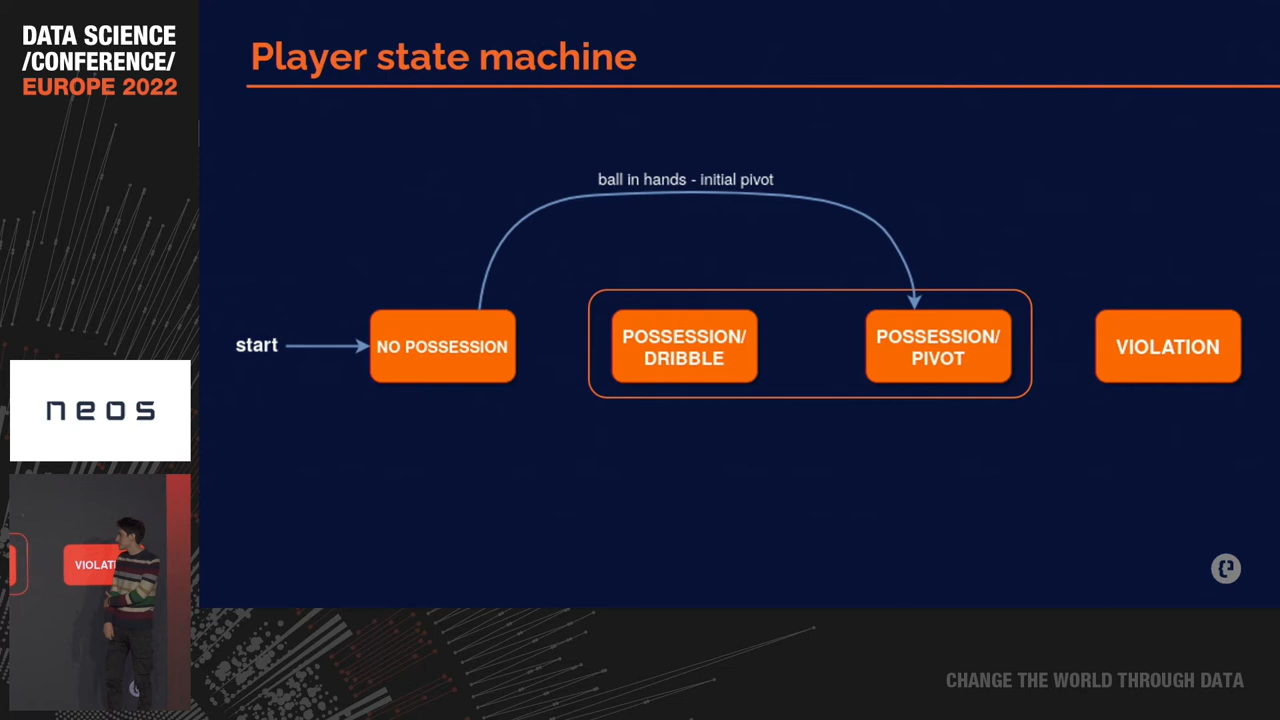 DATA SCIENCE
/CONFERENCE/
EUROPE 2022
Player state machine
ball in hands - initial pivot
start
NO POSSESSION
POSSESSION/
DRIBBLE
POSSESSION/
PIVOT
VIOLATION
neos
VIOLAT
CHANGE THE WORLD THROUGH DATA